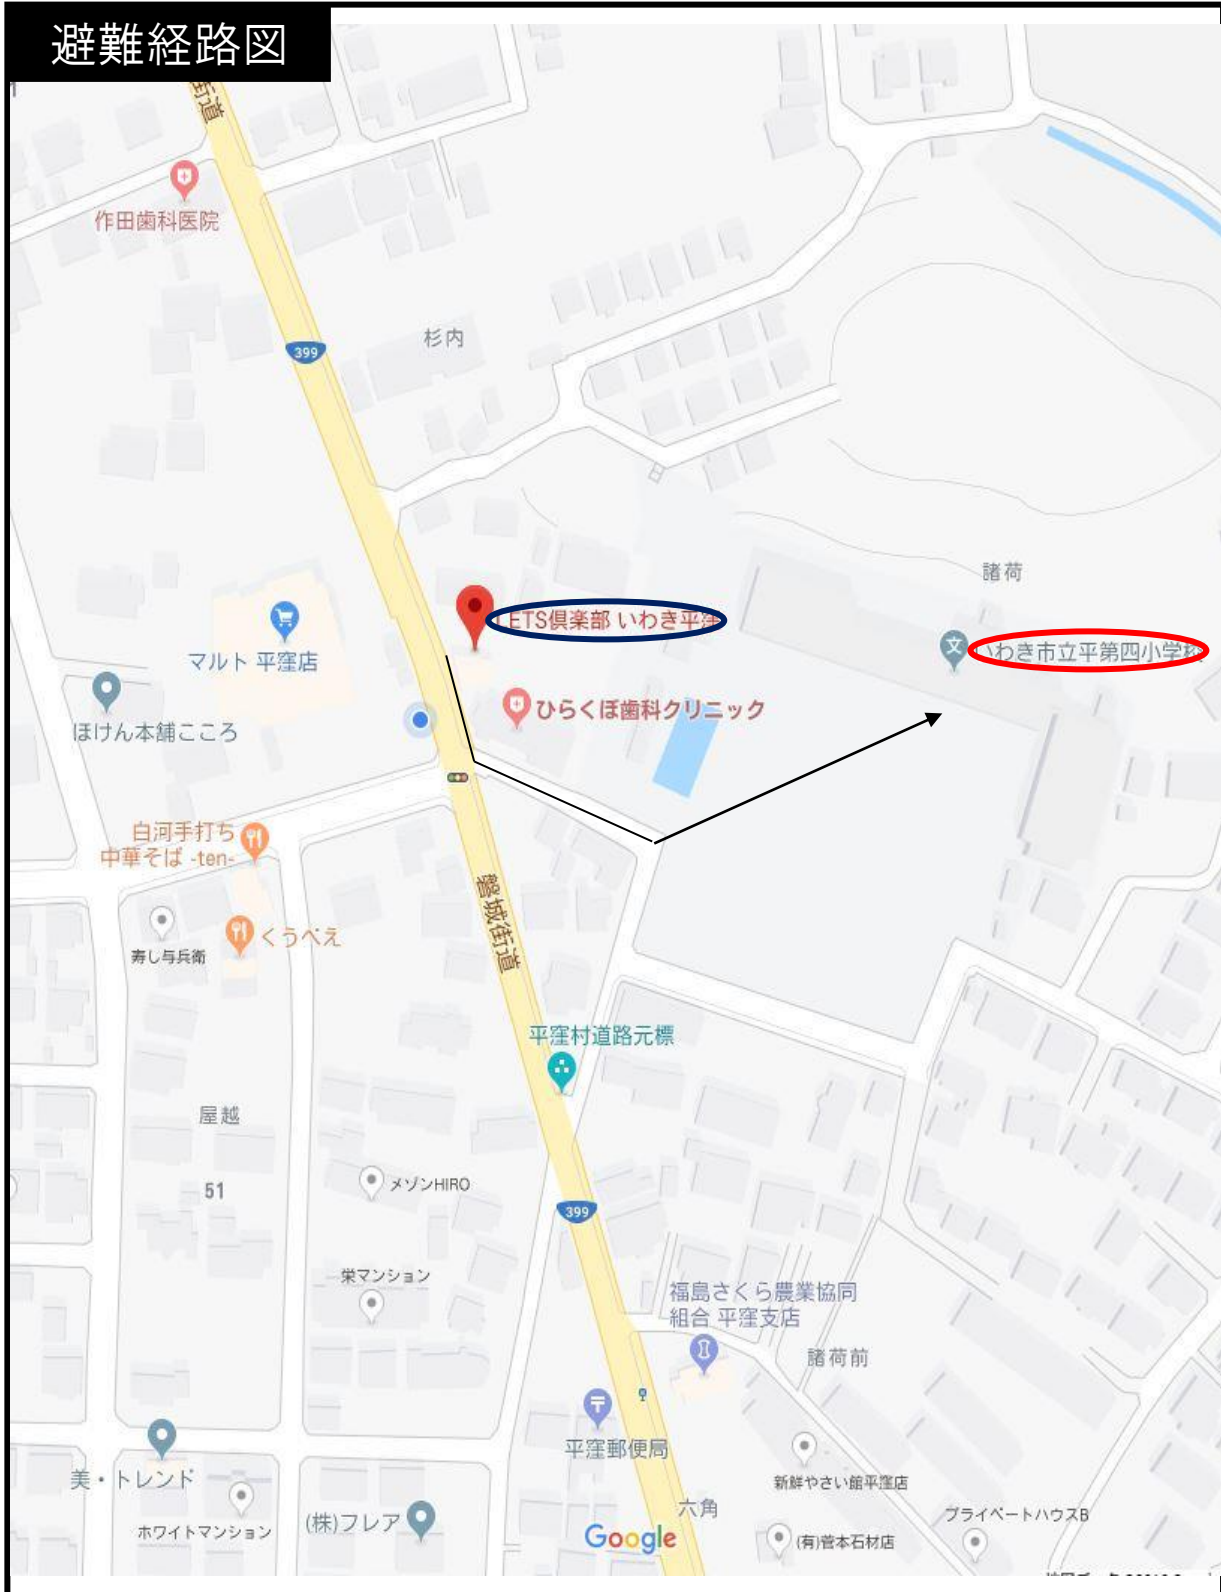 避難経路図
街道
作田歯科医院
399
杉内
諸荷
LETS倶楽部 いわき平窪
いわき市立平第四小学校
マルト 平窪店
ひらくぼ歯科クリニック
ほけん本舗こころ
白河手打ち
中華そば -ten-
磐城街道
寿し与兵衛
くうべえ
平窪村道路元標
屋越
51
メゾンHIRO
399
栄マンション
福島さくら農業協同
組合 平窪支店
諸荷前
平窪郵便局
美・トレンド
新鮮やさい館平窪店
六角
ホワイトマンション
(株)フレア
Google
プライベートハウスB
(有)菅本石材店